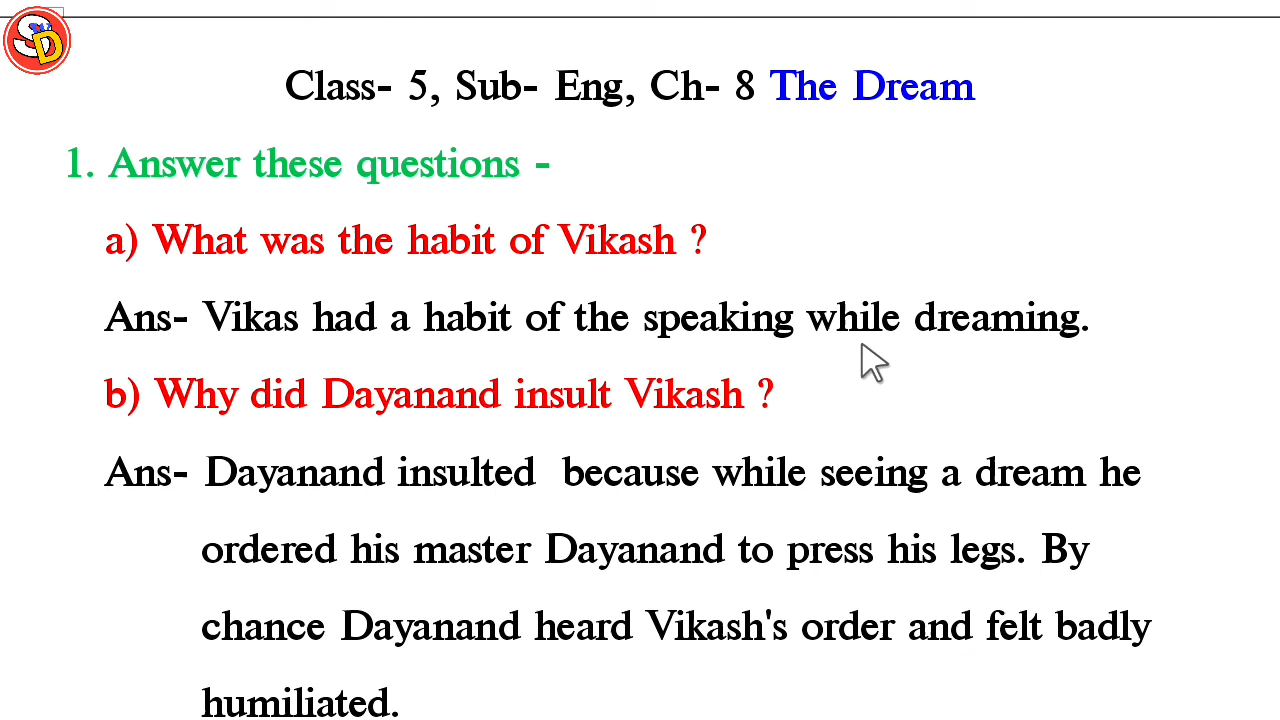 SD
Class- 5, Sub- Eng, Ch- 8 The Dream
1. Answer these questions -
a) What was the habit of Vikash ?
Ans- Vikas had a habit of the speaking while dreaming.
b) Why did Dayanand insult Vikash ?
Ans- Dayanand insulted because while seeing a dream he
ordered his master Dayanand to press his legs. By
chance Dayanand heard Vikash's order and felt badly
humiliated.